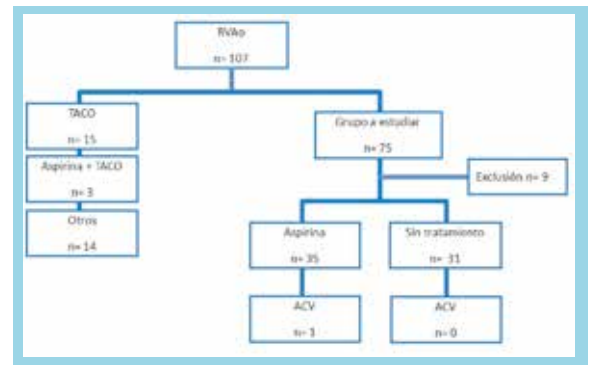 RVAo
n= 107
TACO
n= 15
Aspirina + TACO
n= 3
Otros
n= 14
Grupo a estudiar
n= 75
Exclusión n= 9
Aspirina
n= 35
Sin tratamiento
n= 31
ACV
n= 1
ACV
n= 0